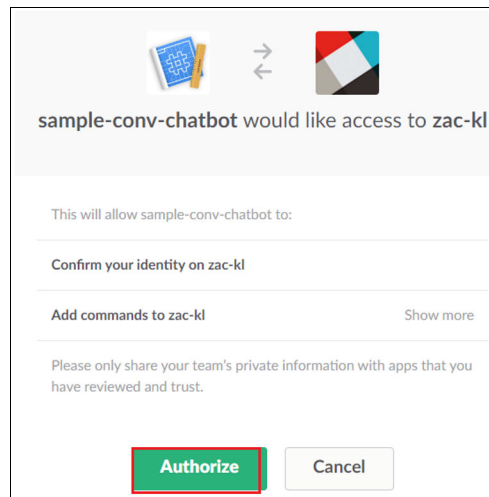 sample-conv-chatbot would like access to zac-kl
This will allow sample-conv-chatbot to:
Confirm your identity on zac-kl
Add commands to zac-kl Show more
Please only share your team's private information with apps that you
have reviewed and trust.
Authorize Cancel